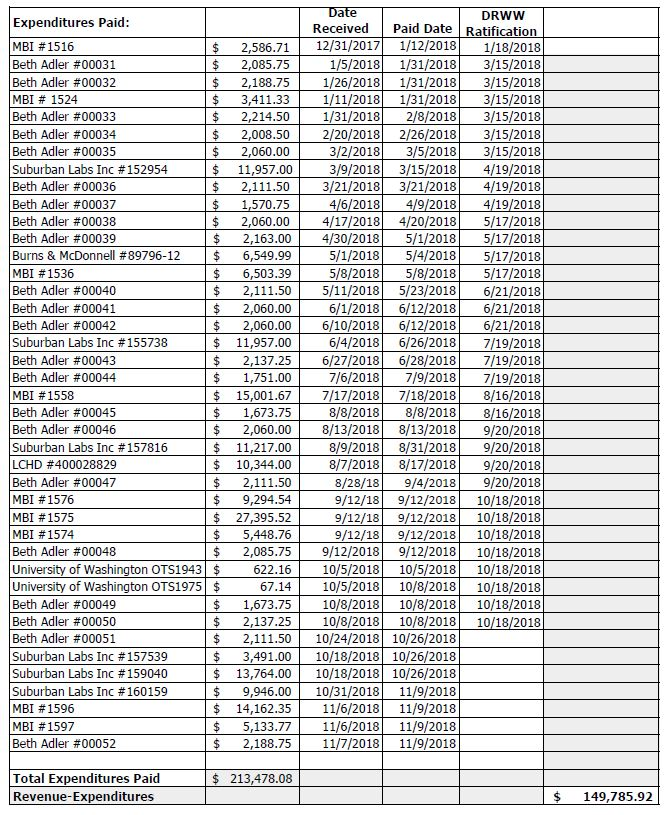 Expenditures Paid: Date Received Paid Date DRWW Ratification
MBI #1516 $ 2,586.71 12/31/2017 1/12/2018 1/18/2018
Beth Adler #00031 $ 2,085.75 1/5/2018 1/31/2018 3/15/2018
Beth Adler #00032 $ 2,188.75 1/26/2018 1/31/2018 3/15/2018
MBI # 1524 $ 3,411.33 1/11/2018 1/31/2018 3/15/2018
Beth Adler #00033 $ 2,214.50 1/31/2018 2/8/2018 3/15/2018
Beth Adler #00034 $ 2,008.50 2/20/2018 2/26/2018 3/15/2018
Beth Adler #00035 $ 2,060.00 3/2/2018 3/5/2018 3/15/2018
Suburban Labs Inc #152954 $ 11,957.00 3/9/2018 3/15/2018 4/19/2018
Beth Adler #00036 $ 2,111.50 3/21/2018 3/21/2018 4/19/2018
Beth Adler #00037 $ 1,570.75 4/6/2018 4/9/2018 4/19/2018
Beth Adler #00038 $ 2,060.00 4/17/2018 4/20/2018 5/17/2018
Beth Adler #00039 $ 2,163.00 4/30/2018 5/1/2018 5/17/2018
Burns & McDonnell #89796-12 $ 6,549.99 5/1/2018 5/4/2018 5/17/2018
MBI #1536 $ 6,503.39 5/8/2018 5/8/2018 5/17/2018
Beth Adler #00040 $ 2,111.50 5/11/2018 5/23/2018 6/21/2018
Beth Adler #00041 $ 2,060.00 6/1/2018 6/12/2018 6/21/2018
Beth Adler #00042 $ 2,060.00 6/10/2018 6/12/2018 6/21/2018
Suburban Labs Inc #155738 $ 11,957.00 6/4/2018 6/26/2018 7/19/2018
Beth Adler #00043 $ 2,137.25 6/27/2018 6/28/2018 7/19/2018
Beth Adler #00044 $ 1,751.00 7/6/2018 7/9/2018 7/19/2018
MBI #1558 $ 15,001.67 7/17/2018 7/18/2018 8/16/2018
Beth Adler #00045 $ 1,673.75 8/8/2018 8/8/2018 8/16/2018
Beth Adler #00046 $ 2,060.00 8/13/2018 8/13/2018 9/20/2018
Suburban Labs Inc #157816 $ 11,217.00 8/9/2018 8/31/2018 9/20/2018
LCHD #400028829 $ 10,344.00 8/7/2018 8/17/2018 9/20/2018
Beth Adler #00047 $ 2,111.50 8/28/18 9/4/2018 9/20/2018
MBI #1576 $ 9,294.54 9/12/18 9/12/2018 10/18/2018
MBI #1575 $ 27,395.52 9/12/18 9/12/2018 10/18/2018
MBI #1574 $ 5,448.76 9/12/18 9/12/2018 10/18/2018
Beth Adler #00048 $ 2,085.75 9/12/2018 9/12/2018 10/18/2018
University of Washington OTS1943 $ 622.16 10/5/2018 10/5/2018 10/18/2018
University of Washington OTS1975 $ 67.14 10/5/2018 10/8/2018 10/18/2018
Beth Adler #00049 $ 1,673.75 10/8/2018 10/8/2018 10/18/2018
Beth Adler #00050 $ 2,137.25 10/8/2018 10/8/2018 10/18/2018
Beth Adler #00051 $ 2,111.50 10/24/2018 10/26/2018
Suburban Labs Inc #157539 $ 3,491.00 10/18/2018 10/26/2018
Suburban Labs Inc #159040 $ 13,764.00 10/18/2018 10/26/2018
Suburban Labs Inc #160159 $ 9,946.00 10/31/2018 11/9/2018
MBI #1596 $ 14,162.35 11/6/2018 11/9/2018
MBI #1597 $ 5,133.77 11/6/2018 11/9/2018
Beth Adler #00052 $ 2,188.75 11/7/2018 11/9/2018
Total Expenditures Paid $ 213,478.08
Revenue-Expenditures $ 149,785.92